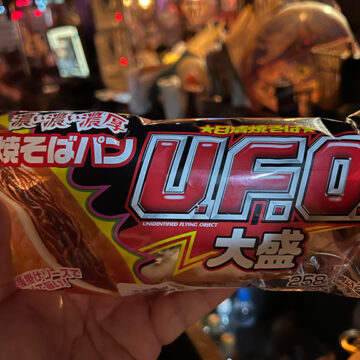 濃い濃い濃厚
焼そばパン
★日清焼そば★
U.F.O
UNIDENTIFIED FLYING OBJECT
大盛
258